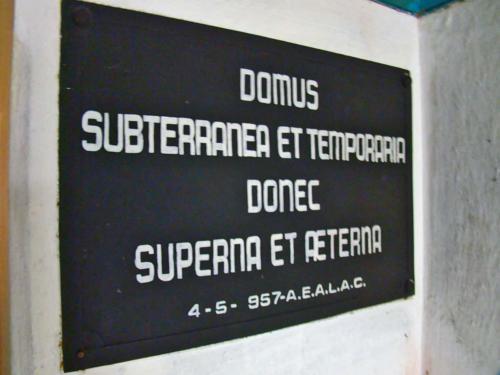 DOMUS
SUBTERRANEA ET TEMPORARIA
DONEC
SUPERNA ET ÆTERNA
4-5- 957-A.E.A.L.A.C.